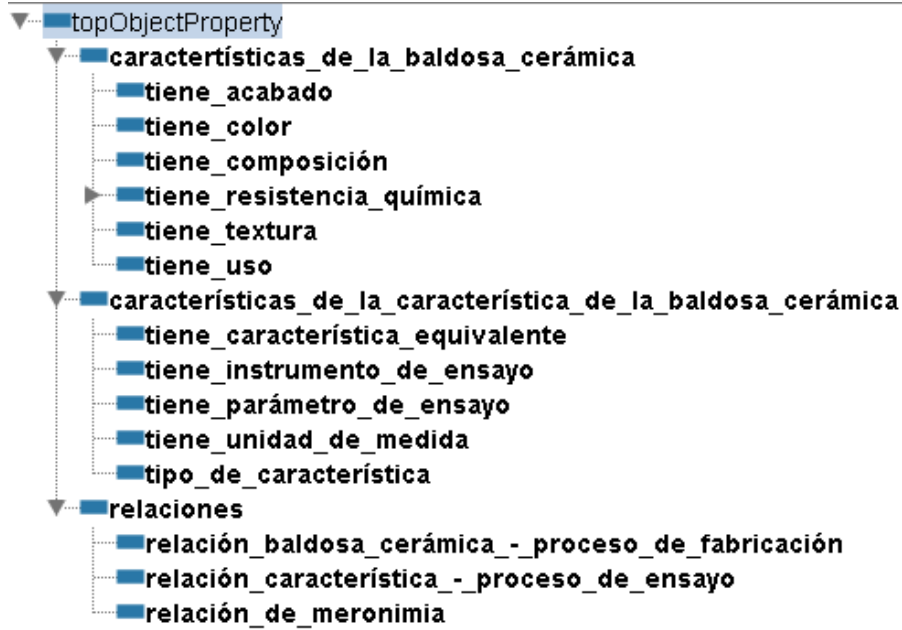 topObjectProperty
caractertísticas_de_la_baldosa_cerámica
tiene_acabado
tiene_color
tiene_composición
tiene_resistencia_química
tiene_textura
tiene_uso
características_de_la_característica_de_la_baldosa_cerámica
tiene_característica_equivalente
tiene_instrumento_de_ensayo
tiene_parámetro_de_ensayo
tiene_unidad_de_medida
tipo_de_característica
relaciones
relación_baldosa_cerámica_-_proceso_de_fabricación
relación_característica_-_proceso_de_ensayo
relación_de_meronimia